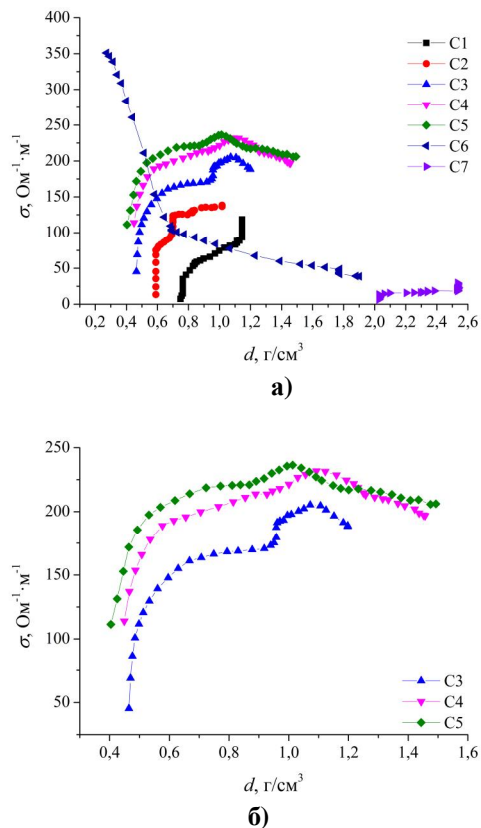 400
350
300
250
200
150
100
50
0
σ, Ом⁻¹·м⁻¹
C1
C2
C3
C4
C5
C6
C7
0,2 0,4 0,6 0,8 1,0 1,2 1,4 1,6 1,8 2,0 2,2 2,4 2,6
d, г/см³
а)
250
200
150
100
50
σ, Ом⁻¹·м⁻¹
C3
C4
C5
0,4 0,6 0,8 1,0 1,2 1,4 1,6
d, г/см³
б)